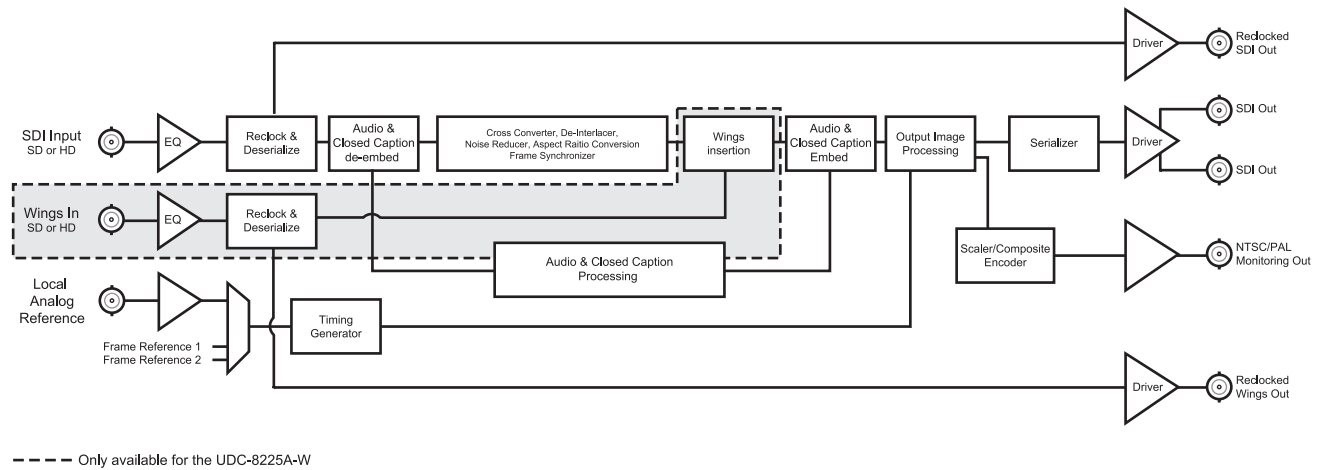 Driver
Reclocked
SDI Out
SDI Input
SD or HD
EQ
Reclock &
Deserialize
Audio &
Closed Caption
de-embed
Cross Converter, De-Interlacer,
Noise Reducer, Aspect Raitio Conversion
Frame Synchronizer
Wings
insertion
Audio &
Closed Caption
Embed
Output Image
Processing
Serializer
Driver
SDI Out
SDI Out
Wings In
SD or HD
EQ
Reclock &
Deserialize
Audio & Closed Caption
Processing
Scaler/Composite
Encoder
NTSC/PAL
Monitoring Out
Local
Analog
Reference
Frame Reference 1
Frame Reference 2
Timing
Generator
Driver
Reclocked
Wings Out
Only available for the UDC-8225A-W